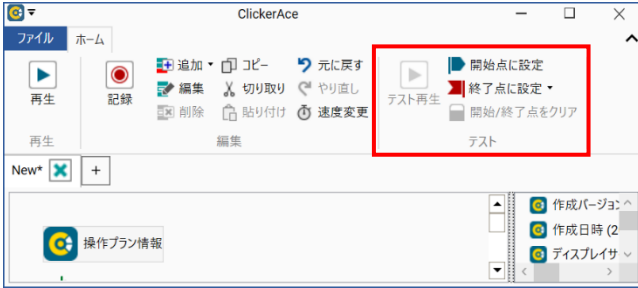 ClickerAce
ファイル ホーム
再生
記録
追加 コピー 元に戻す
編集 切り取り やり直し
削除 貼り付け 速度変更
テスト再生
開始点に設定
終了点に設定
開始/終了点をクリア
再生 編集 テスト
New* +
操作プラン情報
作成バージョン
作成日時 (2
ディスプレイサ